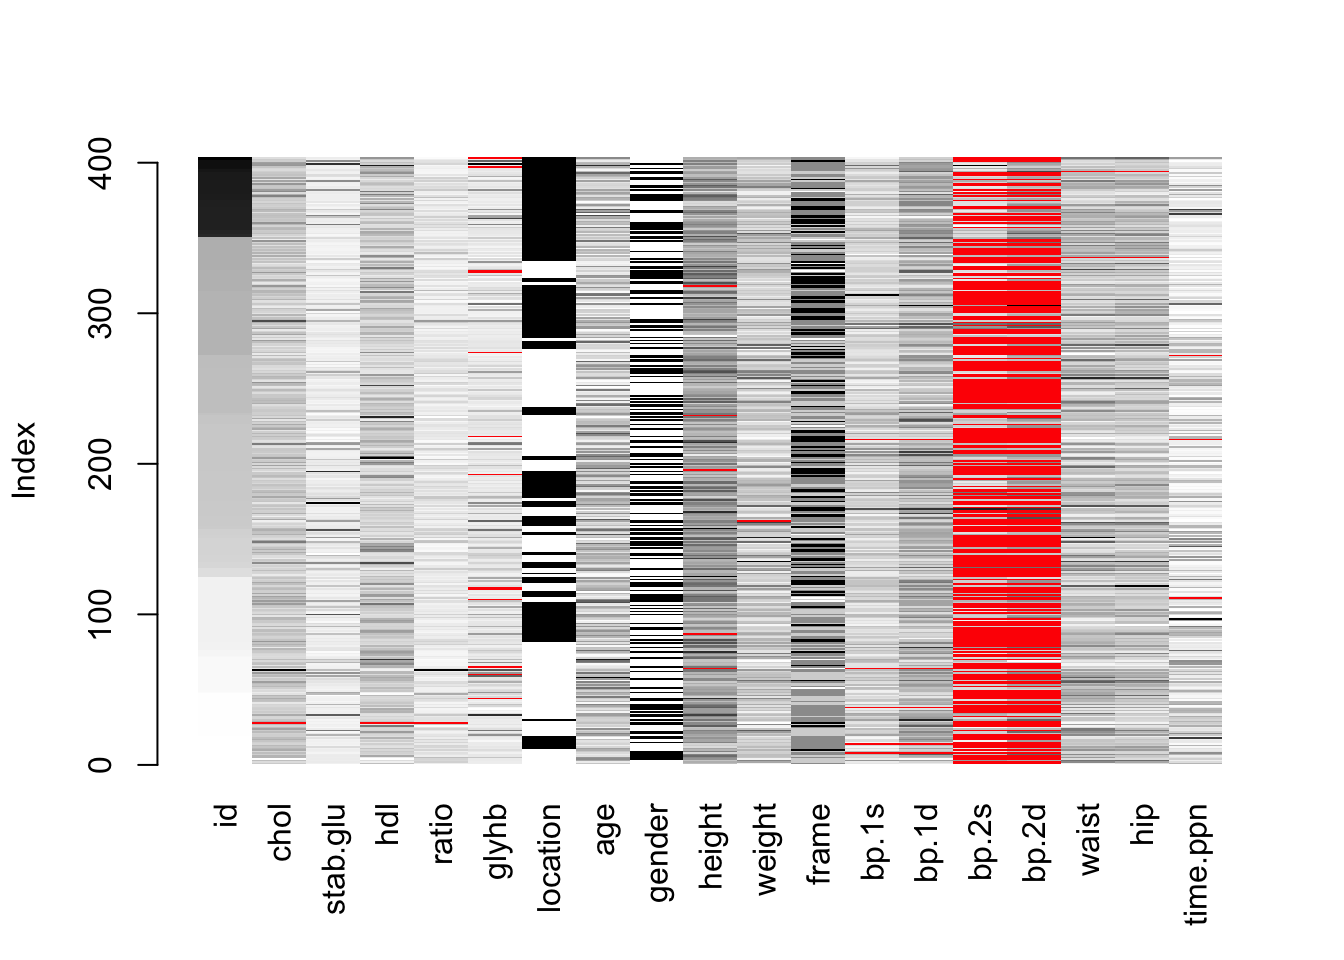 400
300
200
100
0
Index
id
chol
stab.glu
hdl
ratio
glyhb
location
age
gender
height
weight
frame
bp.1s
bp.1d
bp.2s
bp.2d
waist
hip
time.ppn